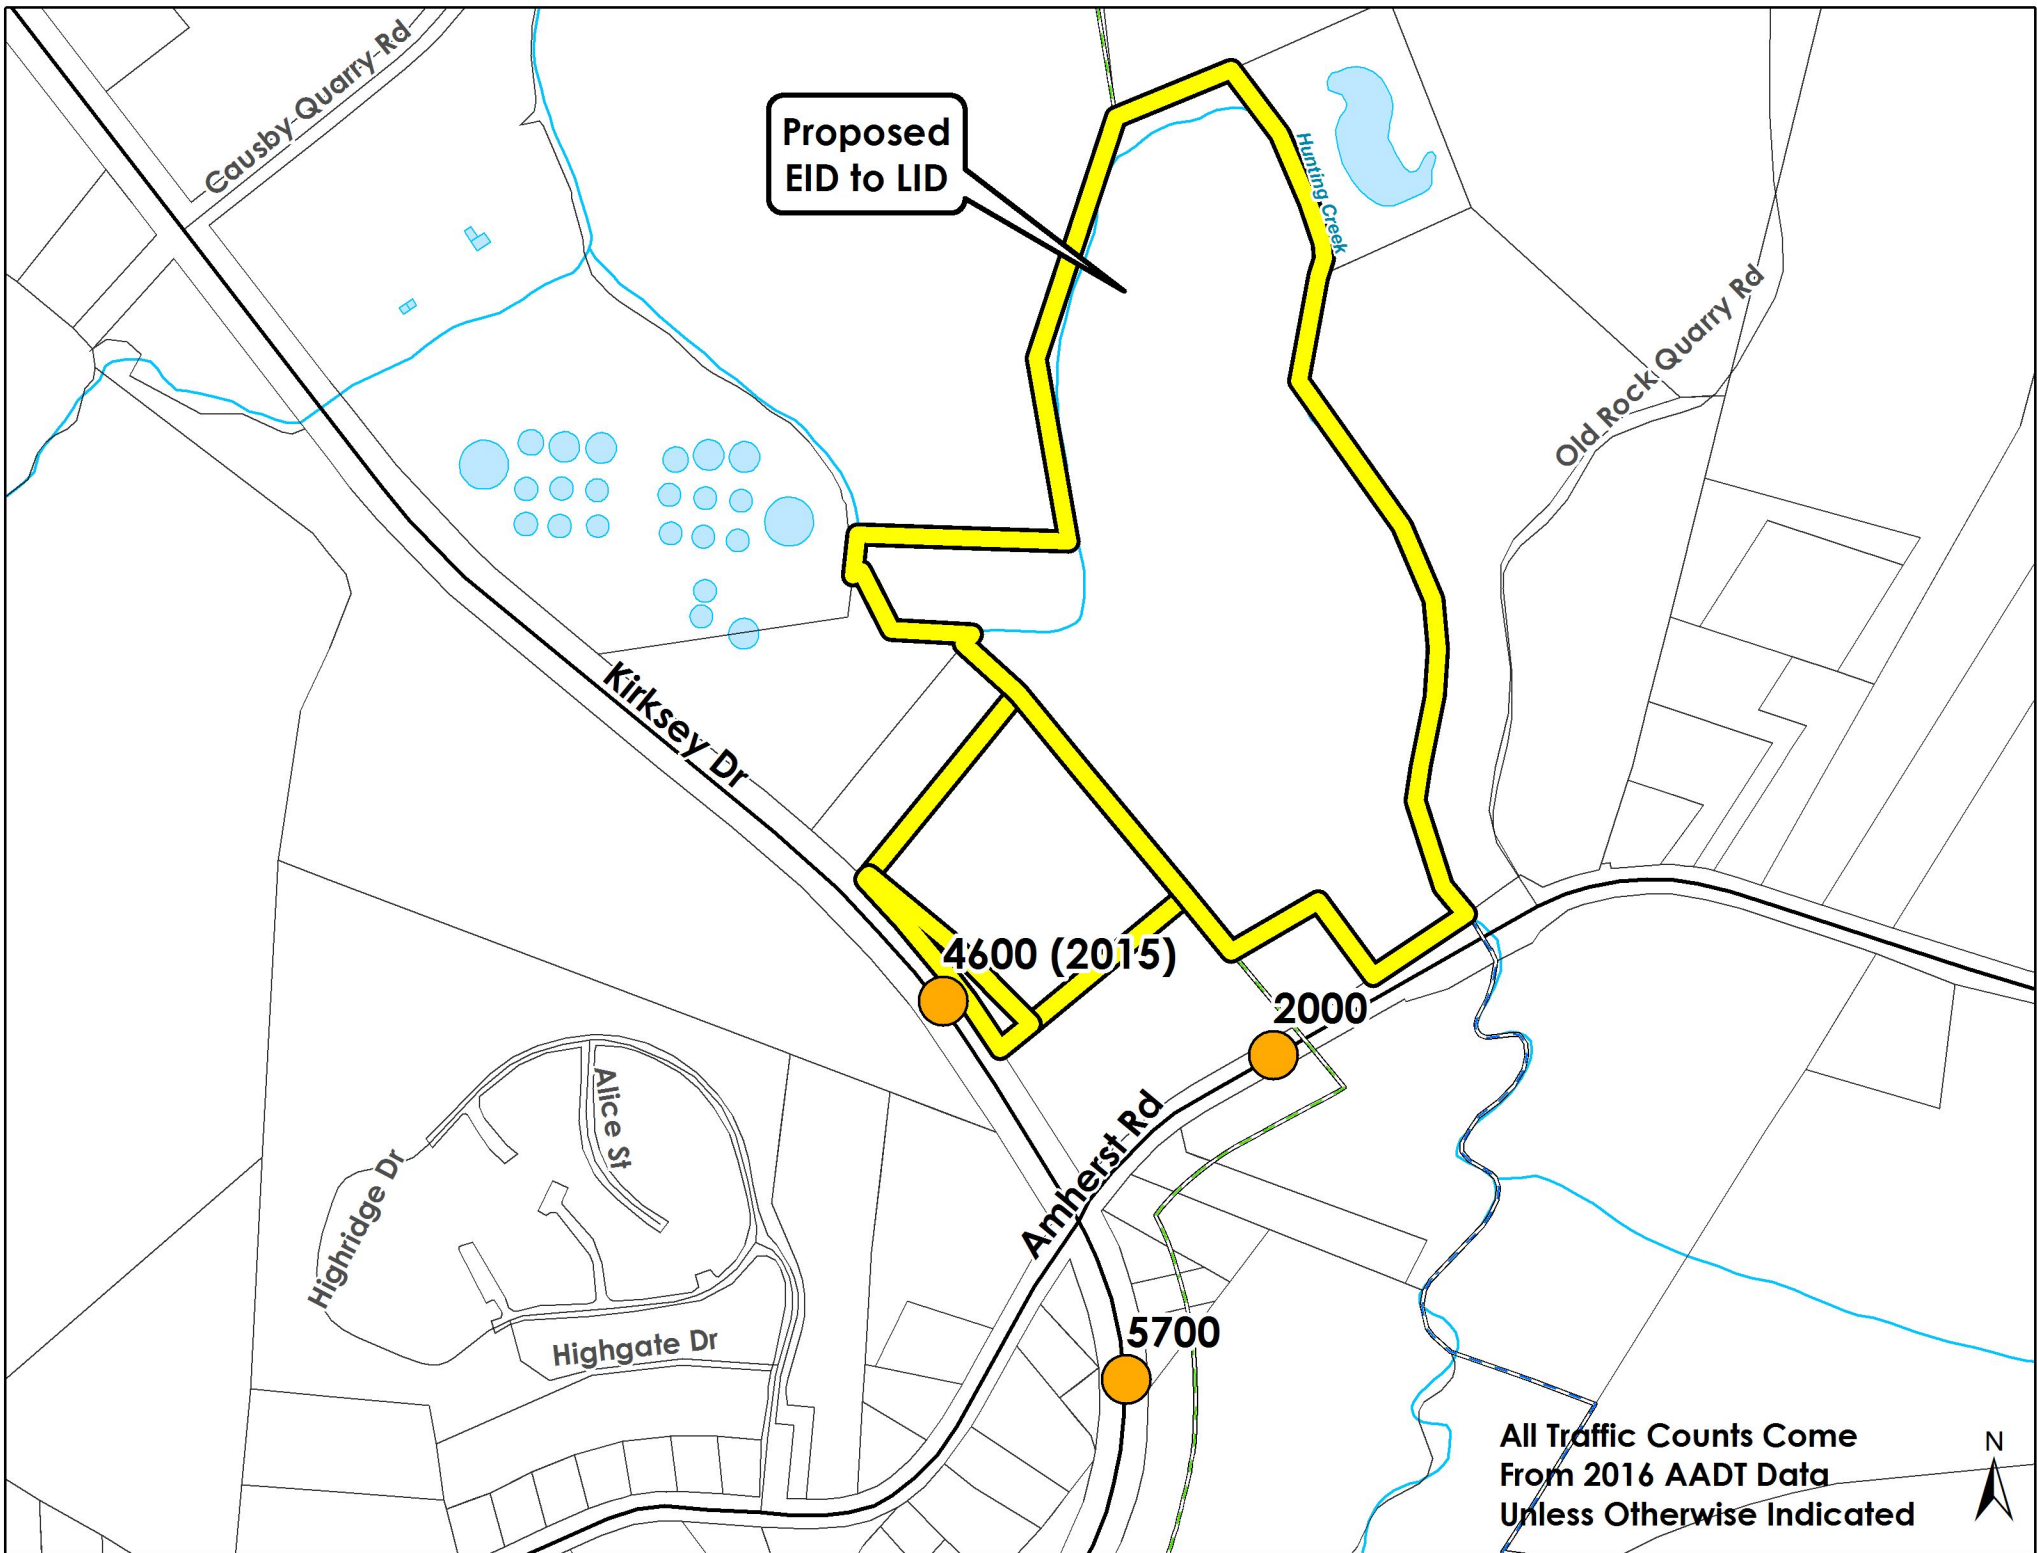 Causby Quarry Rd
Proposed
EID to LID
Hunting Creek
Old Rock Quarry Rd
Kirksey Dr
4600 (2015)
2000
Alice St
Amherst Rd
Highridge Dr
5700
Highgate Dr
All Traffic Counts Come
From 2016 AADT Data
Unless Otherwise Indicated
N